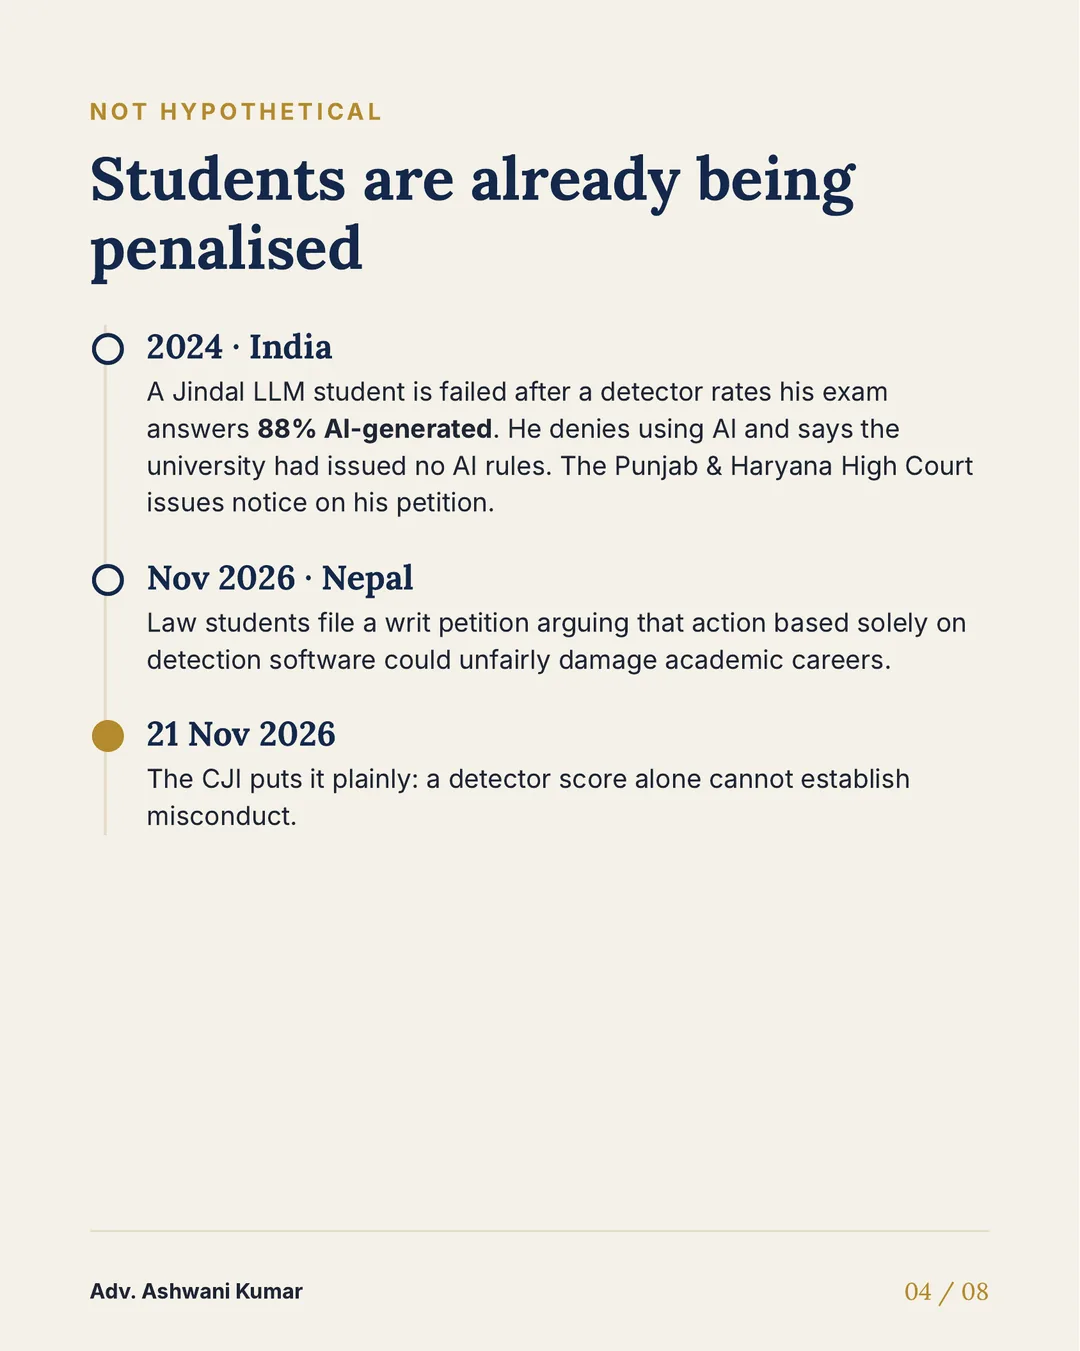 NOT HYPOTHETICAL
Students are already being
penalised
2024 · India
A Jindal LLM student is failed after a detector rates his exam
answers 88% AI-generated. He denies using AI and says the
university had issued no AI rules. The Punjab & Haryana High Court
issues notice on his petition.
Nov 2026 · Nepal
Law students file a writ petition arguing that action based solely on
detection software could unfairly damage academic careers.
21 Nov 2026
The CJI puts it plainly: a detector score alone cannot establish
misconduct.
Adv. Ashwani Kumar
04 / 08